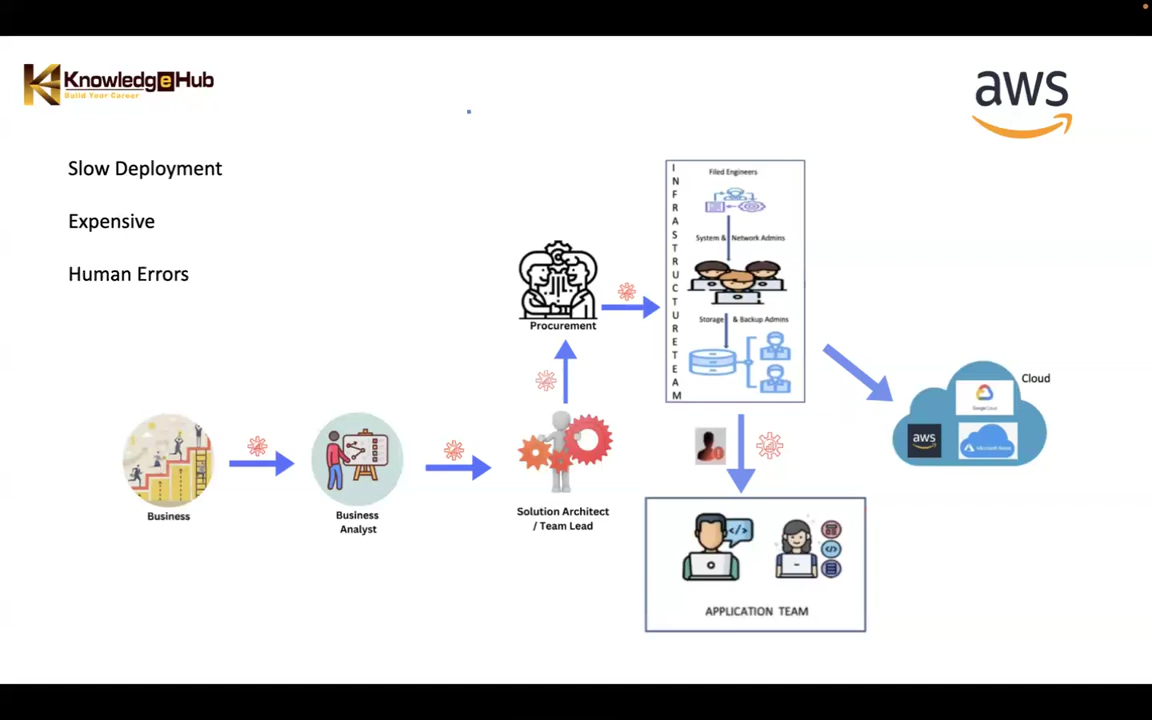 KnowledgeHub
Build Your Career
aws
Slow Deployment
Expensive
Human Errors
INFRASTRUCTURE TEAM
Filed Engineers
System & Network Admins
Storage & Backup Admins
Procurement
Cloud
Google Cloud
aws
Microsoft Azure
Business
Business
Analyst
Solution Architect
/ Team Lead
APPLICATION TEAM